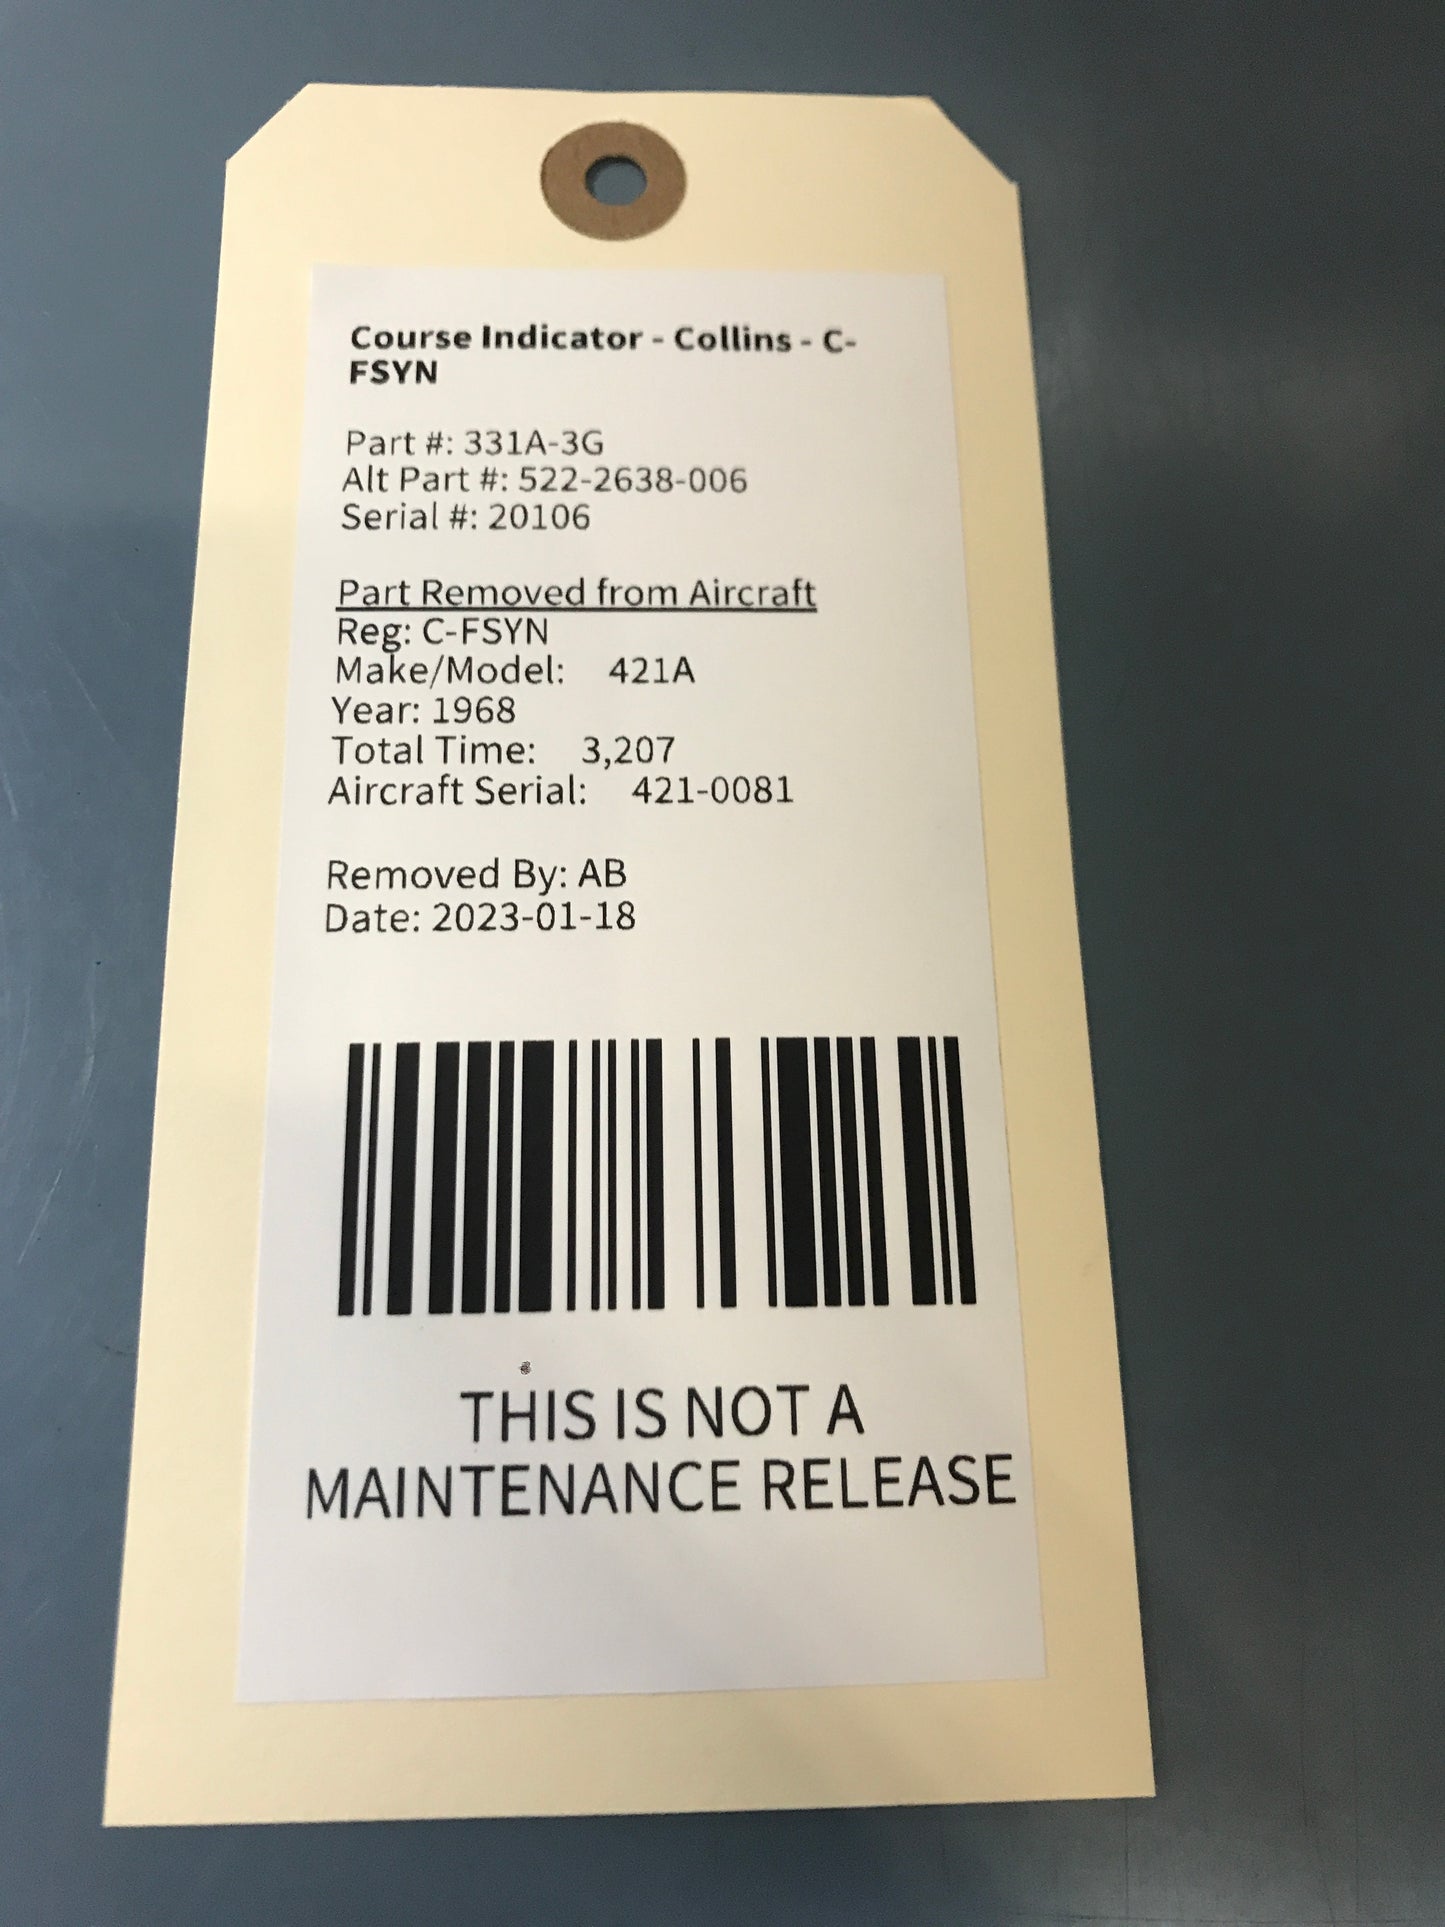 Course Indicator - Collins - C-
FSYN
Part #: 331A-3G
Alt Part #: 522-2638-006
Serial #: 20106
Part Removed from Aircraft
Reg: C-FSYN
Make/Model: 421A
Year: 1968
Total Time: 3,207
Aircraft Serial: 421-0081
Removed By: AB
Date: 2023-01-18
THIS IS NOT A
MAINTENANCE RELEASE